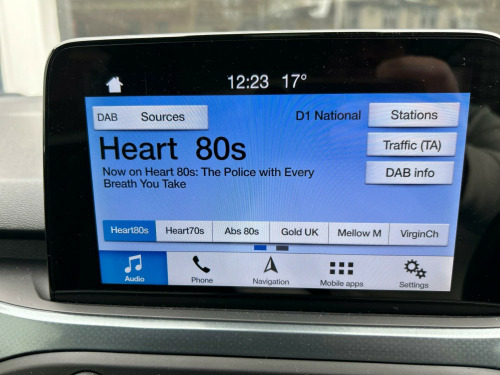 12:23 17°
DAB Sources
D1 National
Stations
Heart 80s
Traffic (TA)
Now on Heart 80s: The Police with Every
Breath You Take
DAB info
Heart80s Heart70s Abs 80s Gold UK Mellow M VirginCh
Audio Phone Navigation Mobile apps Settings